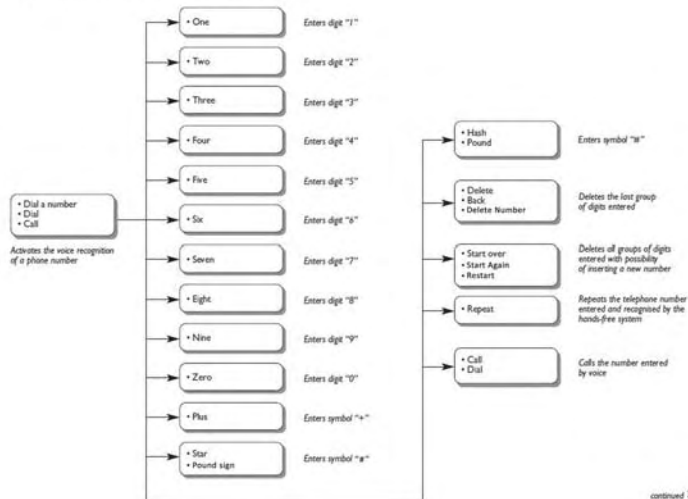 • Dial a number
• Dial
• Call
Activates the voice recognition
of a phone number
• One
Enters digit "1"
• Two
Enters digit "2"
• Three
Enters digit "3"
• Four
Enters digit "4"
• Five
Enters digit "5"
• Six
Enters digit "6"
• Seven
Enters digit "7"
• Eight
Enters digit "8"
• Nine
Enters digit "9"
• Zero
Enters digit "0"
• Plus
Enters symbol "+"
• Star
• Pound sign
Enters symbol "*"
• Hash
• Pound
Enters symbol "#"
• Delete
• Back
• Delete Number
Deletes the last group
of digits entered
• Start over
• Start Again
• Restart
Deletes all groups of digits
entered with possibility
of inserting a new number
• Repeat
Repeats the telephone number
entered and recognised by the
hands-free system
• Call
• Dial
Calls the number entered
by voice
continued